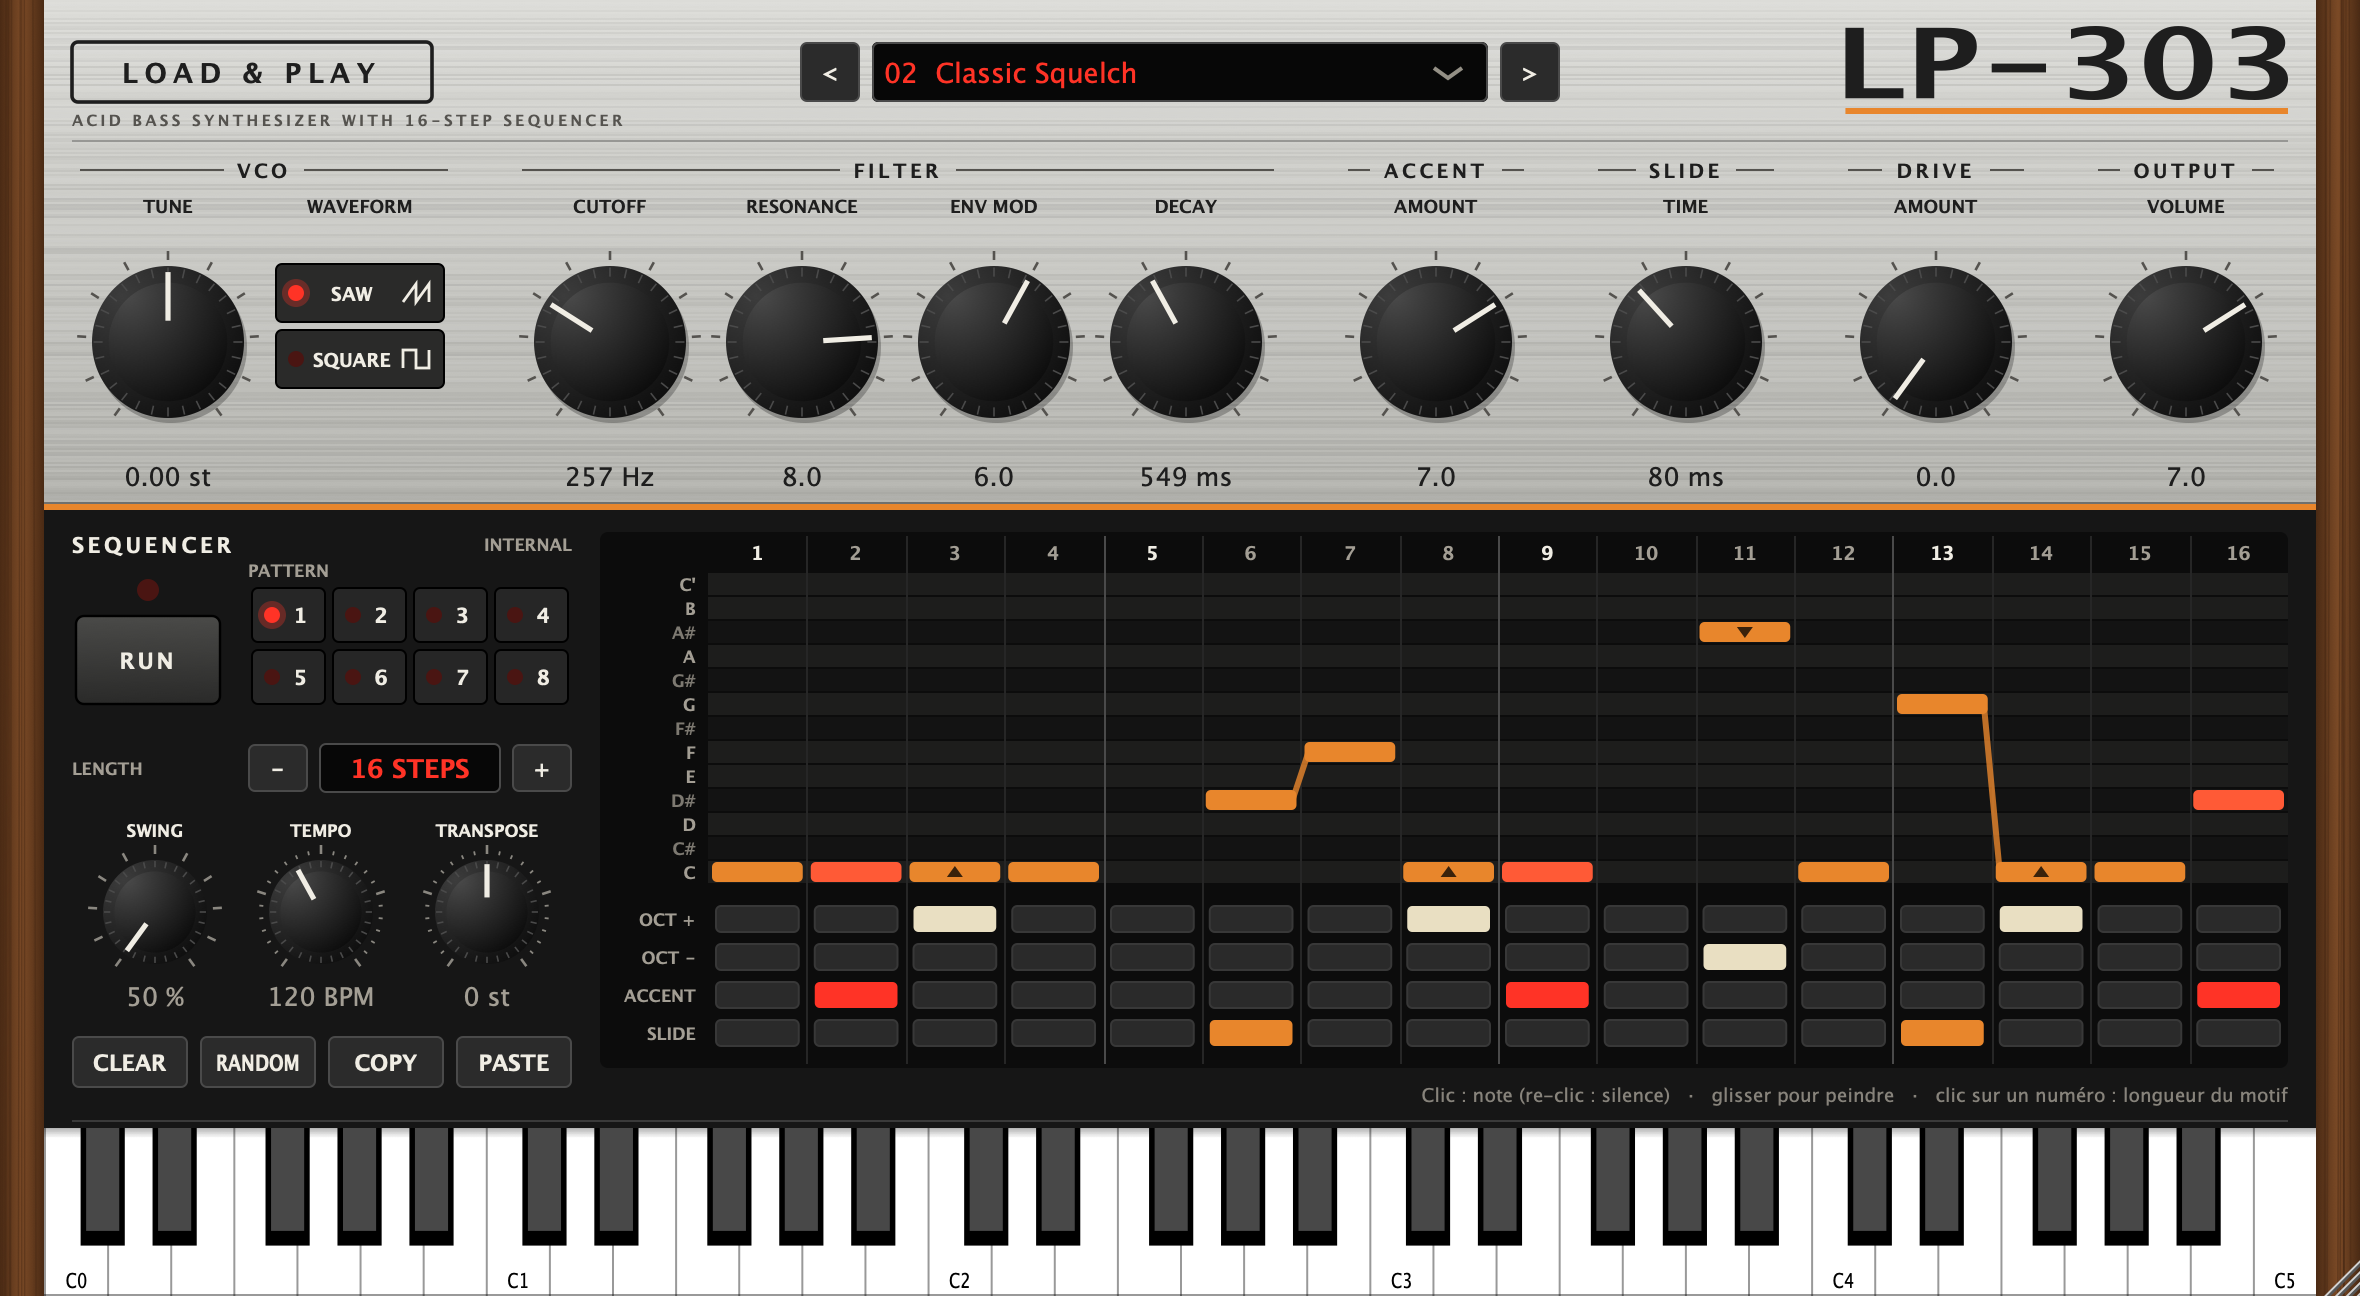 LOAD & PLAY
< 02 Classic Squelch >
LP-303
ACID BASS SYNTHESIZER WITH 16-STEP SEQUENCER
VCO FILTER ACCENT SLIDE DRIVE OUTPUT
TUNE WAVEFORM CUTOFF RESONANCE ENV MOD DECAY AMOUNT TIME AMOUNT VOLUME
SAW
SQUARE
0.00 st 257 Hz 8.0 6.0 549 ms 7.0 80 ms 0.0 7.0
SEQUENCER INTERNAL
PATTERN
RUN
1 2 3 4
5 6 7 8
LENGTH - 16 STEPS +
SWING TEMPO TRANSPOSE
50 % 120 BPM 0 st
CLEAR RANDOM COPY PASTE
1 2 3 4 5 6 7 8 9 10 11 12 13 14 15 16
C'
B
A#
A
G#
G
F#
F
E
D#
D
C#
C
OCT +
OCT -
ACCENT
SLIDE
Clic : note (re-clic : silence) · glisser pour peindre · clic sur un numéro : longueur du motif
C0 C1 C2 C3 C4 C5